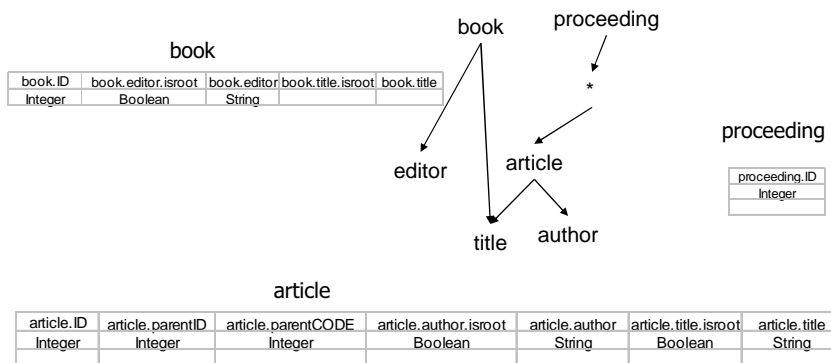 book
book.ID book.editor.isroot book.editor book.title.isroot book.title
Integer Boolean String
book
proceeding
*
editor
article
title
author
proceeding
proceeding.ID
Integer
article
article.ID article.parentID article.parentCODE article.author.isroot article.author article.title.isroot article.title
Integer Integer Integer Boolean String Boolean String